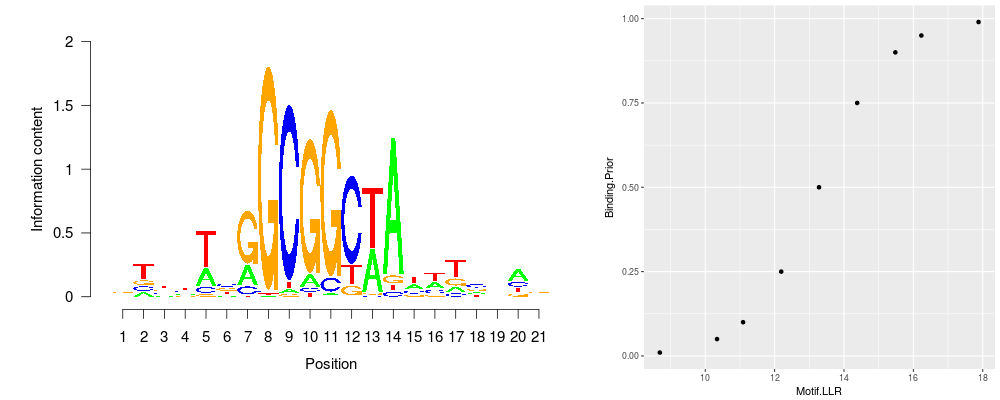 2
1.5
1
0.5
0
Information content
1 2 3 4 5 6 7 8 9 10 11 12 13 14 15 16 17 18 19 20 21
Position
T T G G C G G C T A T A A A T A
1.00
0.75
0.50
0.25
0.00
Binding.Prior
10 12 14 16 18
Motif.LLR